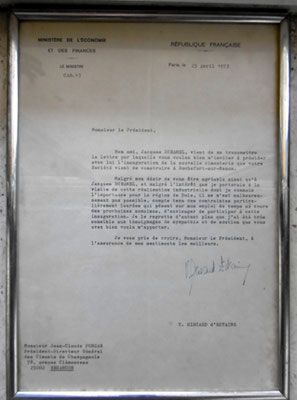 MINISTÈRE DE L'ÉCONOMIE
ET DES FINANCES
LE MINISTRE
RÉPUBLIQUE FRANÇAISE
Paris le 25 avril 1973
Monsieur le Président,
Mon ami, Jacques DUHAMEL, vient de me transmettre
la lettre par laquelle vous voulez bien m'inviter à présider
avec lui l'inauguration de la nouvelle cimenterie que votre
Société vient de construire à Rochefort-sur-Nenon.
Malgré mon désir de vous être agréable ainsi qu'à
Jacques DUHAMEL, et malgré l'intérêt que je porterais à la
visite de cette réalisation industrielle dont je connais
l'importance pour la région de Dole, il ne m'est malheureu-
sement pas possible, compte tenu des contraintes particu-
lièrement lourdes qui pèsent sur mon emploi du temps au cours
des prochaines semaines, d'envisager de participer à cette
inauguration. Je le regrette d'autant plus que j'ai été très
sensible aux témoignages de sympathie et de soutien que vous
avez bien voulu m'apporter.
Je vous prie de croire, Monsieur le Président, à
l'assurance de mes sentiments les meilleurs.
V. GISCARD d'ESTAING
Monsieur Jean-Claude
Président-Directeur Général
des Ciments de Champagnole
avenue Clémenceau
25000 BESANCON